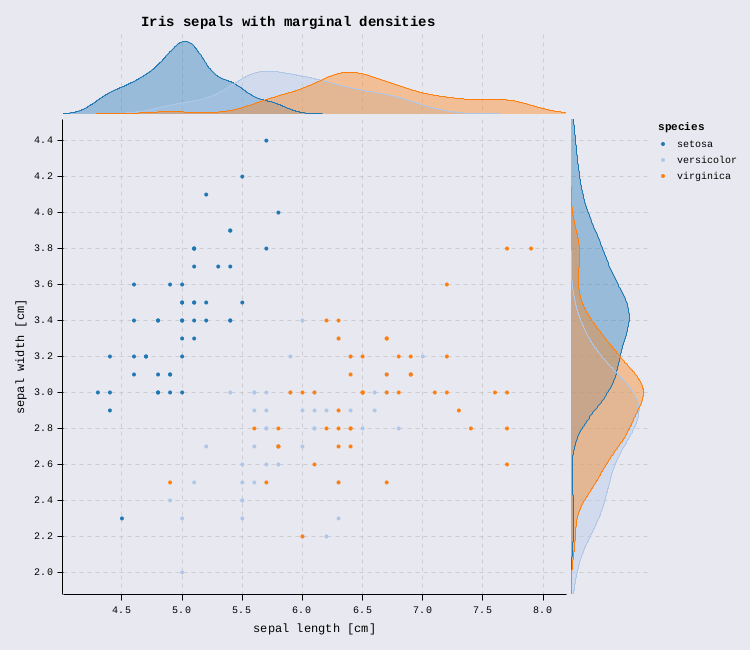 Iris sepals with marginal densities
species
setosa
versicolor
virginica
4.4
4.2
4.0
3.8
3.6
3.4
3.2
3.0
2.8
2.6
2.4
2.2
2.0
sepal width [cm]
4.5 5.0 5.5 6.0 6.5 7.0 7.5 8.0
sepal length [cm]